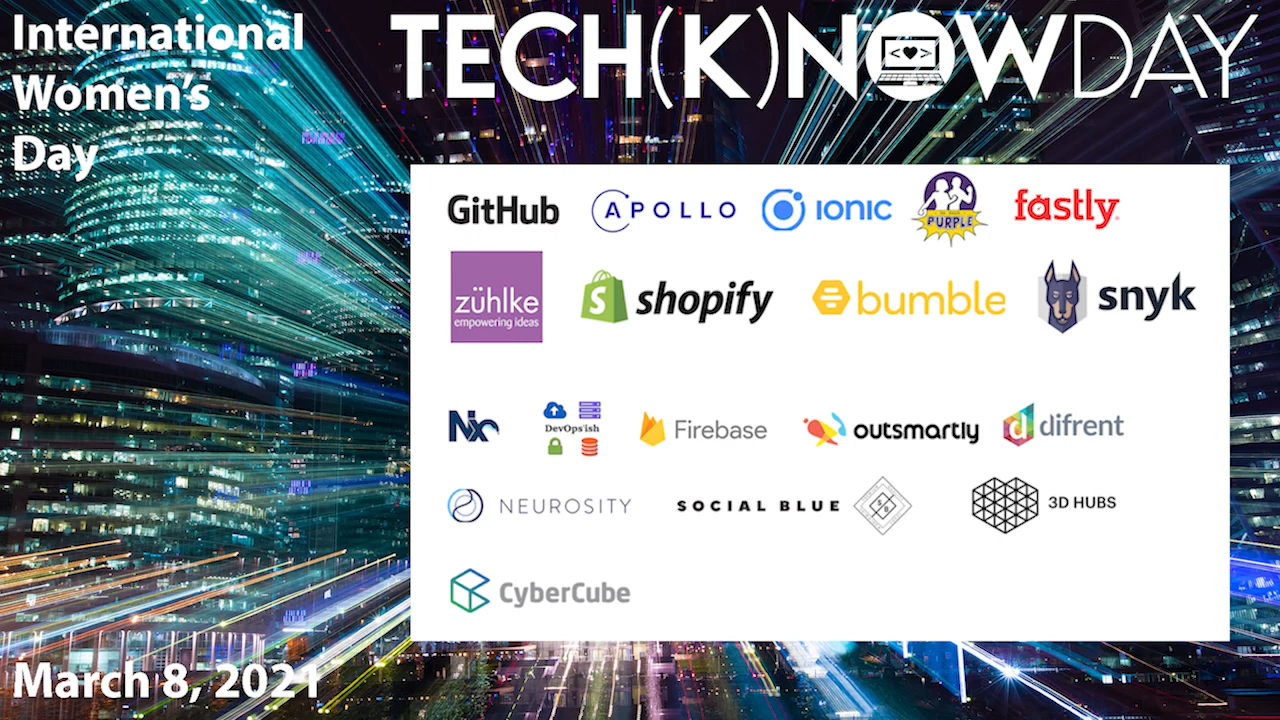 International
Women's
Day
TECH(K)NOWDAY
GitHub
APOLLO
IONIC
PURPLE
fastly
zühlke
empowering ideas
shopify
bumble
snyk
Nx
DevOps'ish
Firebase
outsmartly
difrent
NEUROSITY
SOCIAL BLUE
3D HUBS
CyberCube
March 8, 2021